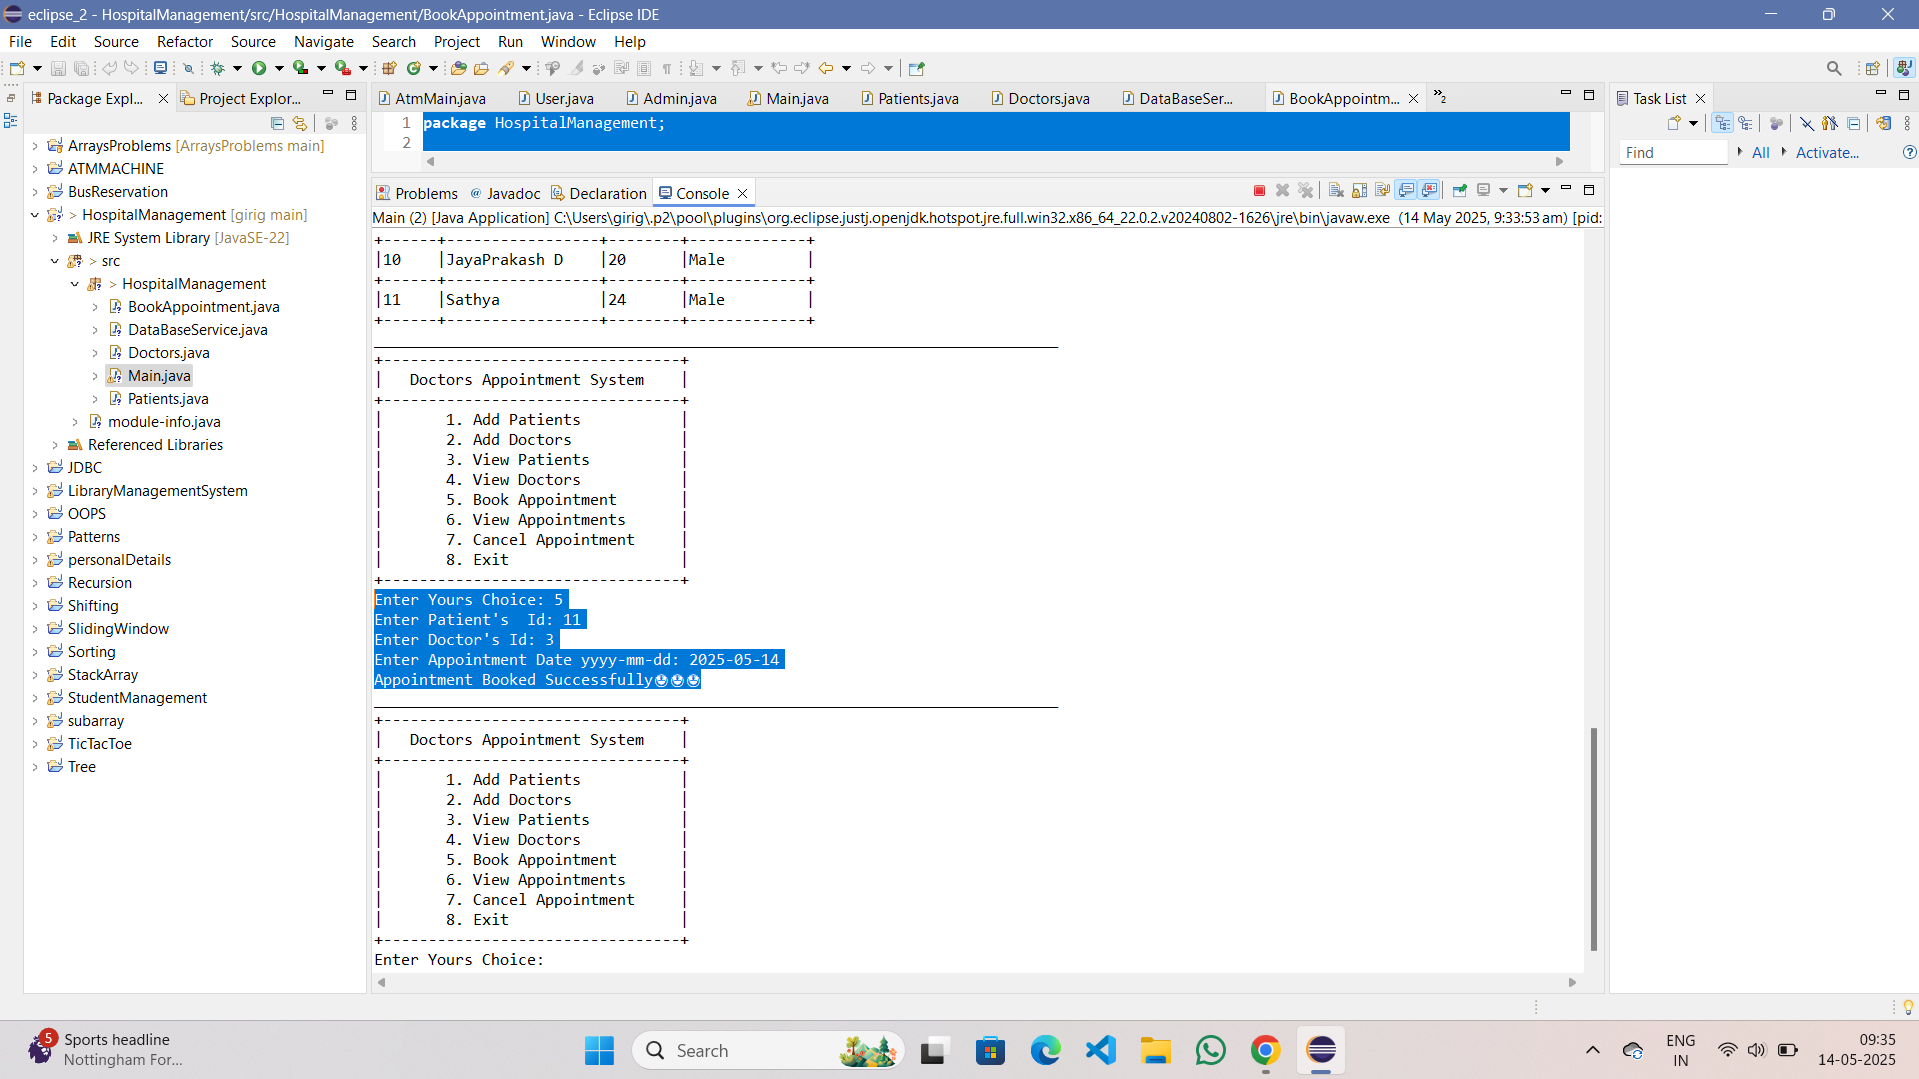 eclipse_2 - HospitalManagement/src/HospitalManagement/BookAppointment.java - Eclipse IDE
File Edit Source Refactor Source Navigate Search Project Run Window Help
Package Expl... Project Explor...
ArraysProblems [ArraysProblems main]
ATMMACHINE
BusReservation
> HospitalManagement [girig main]
JRE System Library [JavaSE-22]
> src
> HospitalManagement
BookAppointment.java
DataBaseService.java
Doctors.java
Main.java
Patients.java
module-info.java
Referenced Libraries
JDBC
LibraryManagementSystem
OOPS
Patterns
personalDetails
Recursion
Shifting
SlidingWindow
Sorting
StackArray
StudentManagement
subarray
TicTacToe
Tree
AtmMain.java User.java Admin.java Main.java Patients.java Doctors.java DataBaseSer... BookAppointm... »2
1 package HospitalManagement;
2
Problems @ Javadoc Declaration Console
Main (2) [Java Application] C:\Users\girig\.p2\pool\plugins\org.eclipse.justj.openjdk.hotspot.jre.full.win32.x86_64_22.0.2.v20240802-1626\jre\bin\javaw.exe (14 May 2025, 9:33:53 am) [pid:
+------+-----------------+--------+-------------+
|10    |JayaPrakash D    |20      |Male         |
+------+-----------------+--------+-------------+
|11    |Sathya           |24      |Male         |
+------+-----------------+--------+-------------+
____________________________________________________________________________
+---------------------------------+
|   Doctors Appointment System    |
+---------------------------------+
|       1. Add Patients           |
|       2. Add Doctors            |
|       3. View Patients          |
|       4. View Doctors           |
|       5. Book Appointment       |
|       6. View Appointments      |
|       7. Cancel Appointment     |
|       8. Exit                   |
+---------------------------------+
Enter Yours Choice: 5
Enter Patient's  Id: 11
Enter Doctor's Id: 3
Enter Appointment Date yyyy-mm-dd: 2025-05-14
Appointment Booked Successfully😃😃😃
____________________________________________________________________________
+---------------------------------+
|   Doctors Appointment System    |
+---------------------------------+
|       1. Add Patients           |
|       2. Add Doctors            |
|       3. View Patients          |
|       4. View Doctors           |
|       5. Book Appointment       |
|       6. View Appointments      |
|       7. Cancel Appointment     |
|       8. Exit                   |
+---------------------------------+
Enter Yours Choice:
Task List
Find All Activate...
5 Sports headline
Nottingham For...
Search
ENG
IN
09:35
14-05-2025